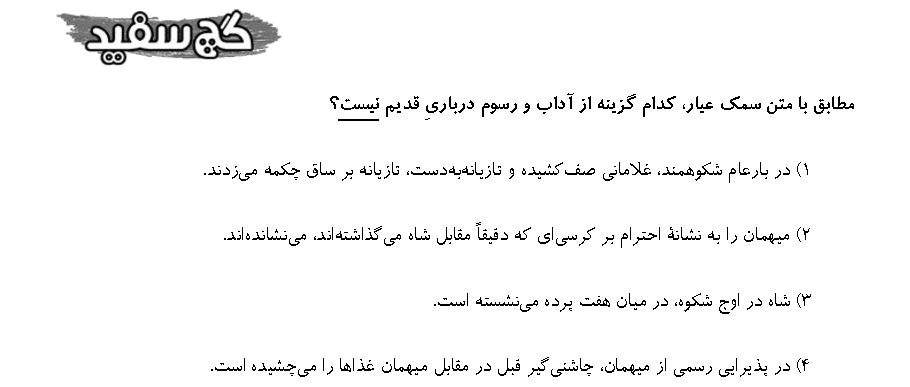 گچ سفید
مطابق با متن سمک عیار، کدام گزینه از آداب و رسوم درباریِ قدیم نیست؟
۱) در بارعام شکوهمند، غلامانی صف‌کشیده و تازیانه‌به‌دست، تازیانه بر ساق چکمه می‌زدند.
۲) میهمان را به نشانهٔ احترام بر کرسی‌ای که دقیقاً مقابل شاه می‌گذاشته‌اند، می‌نشانده‌اند.
۳) شاه در اوج شکوه، در میان هفت پرده می‌نشسته است.
۴) در پذیرایی رسمی از میهمان، چاشنی‌گیر قبل در مقابل میهمان غذاها را می‌چشیده است.